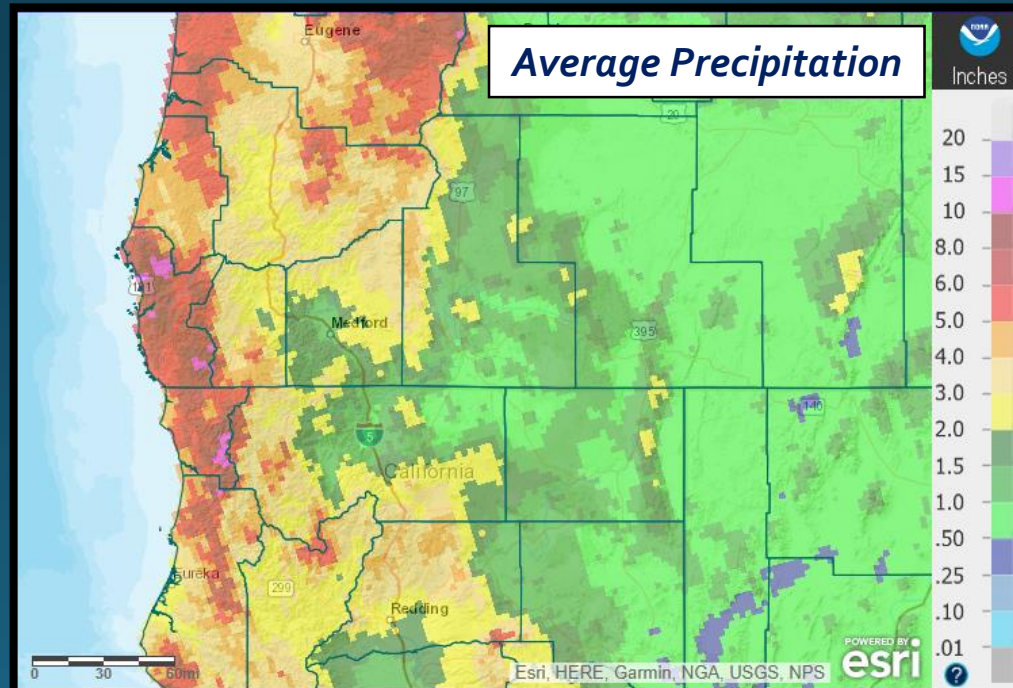 Eugene
Average Precipitation
noaa
Inches
20
97
101
Medford
395
140
5
California
Eureka
299
Redding
20
15
10
8.0
6.0
5.0
4.0
3.0
2.0
1.5
1.0
.50
.25
.10
.01
0 30 60mi
Esri, HERE, Garmin, NGA, USGS, NPS
POWERED BY
esri
?